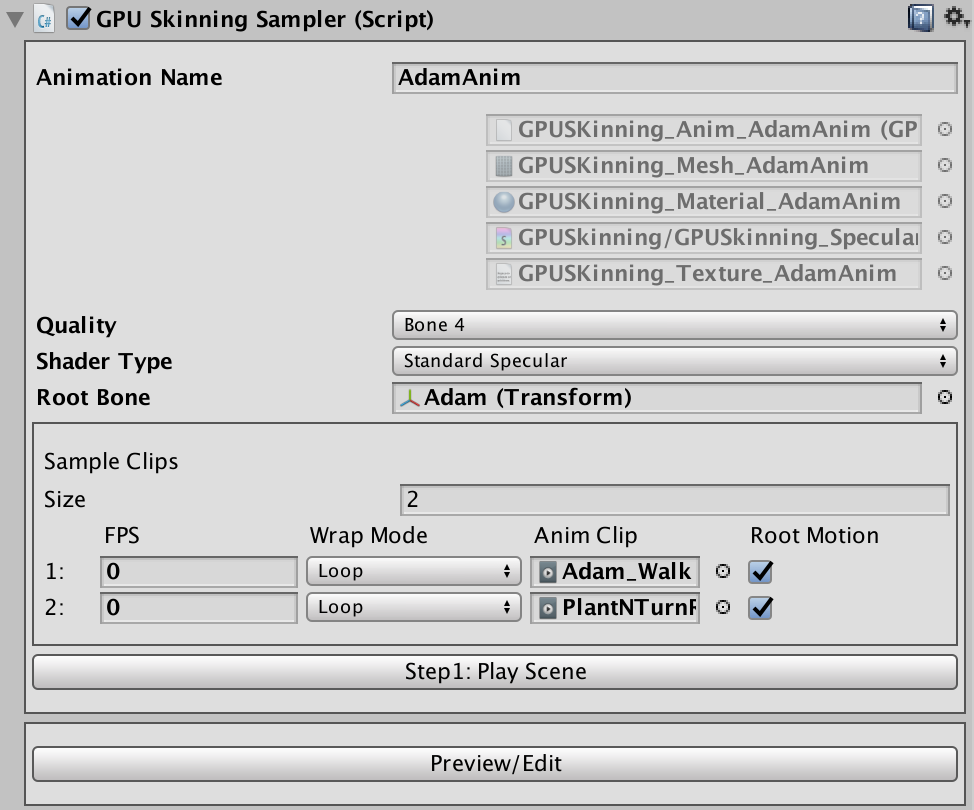 GPU Skinning Sampler (Script)
Animation Name AdamAnim
GPUSKinning_Anim_AdamAnim (GP
GPUSKinning_Mesh_AdamAnim
GPUSKinning_Material_AdamAnim
GPUSkinning/GPUSkinning_Specular
GPUSKinning_Texture_AdamAnim
Quality Bone 4
Shader Type Standard Specular
Root Bone Adam (Transform)
Sample Clips
Size 2
FPS Wrap Mode Anim Clip Root Motion
1: 0 Loop Adam_Walk
2: 0 Loop PlantNTurnR
Step1: Play Scene
Preview/Edit